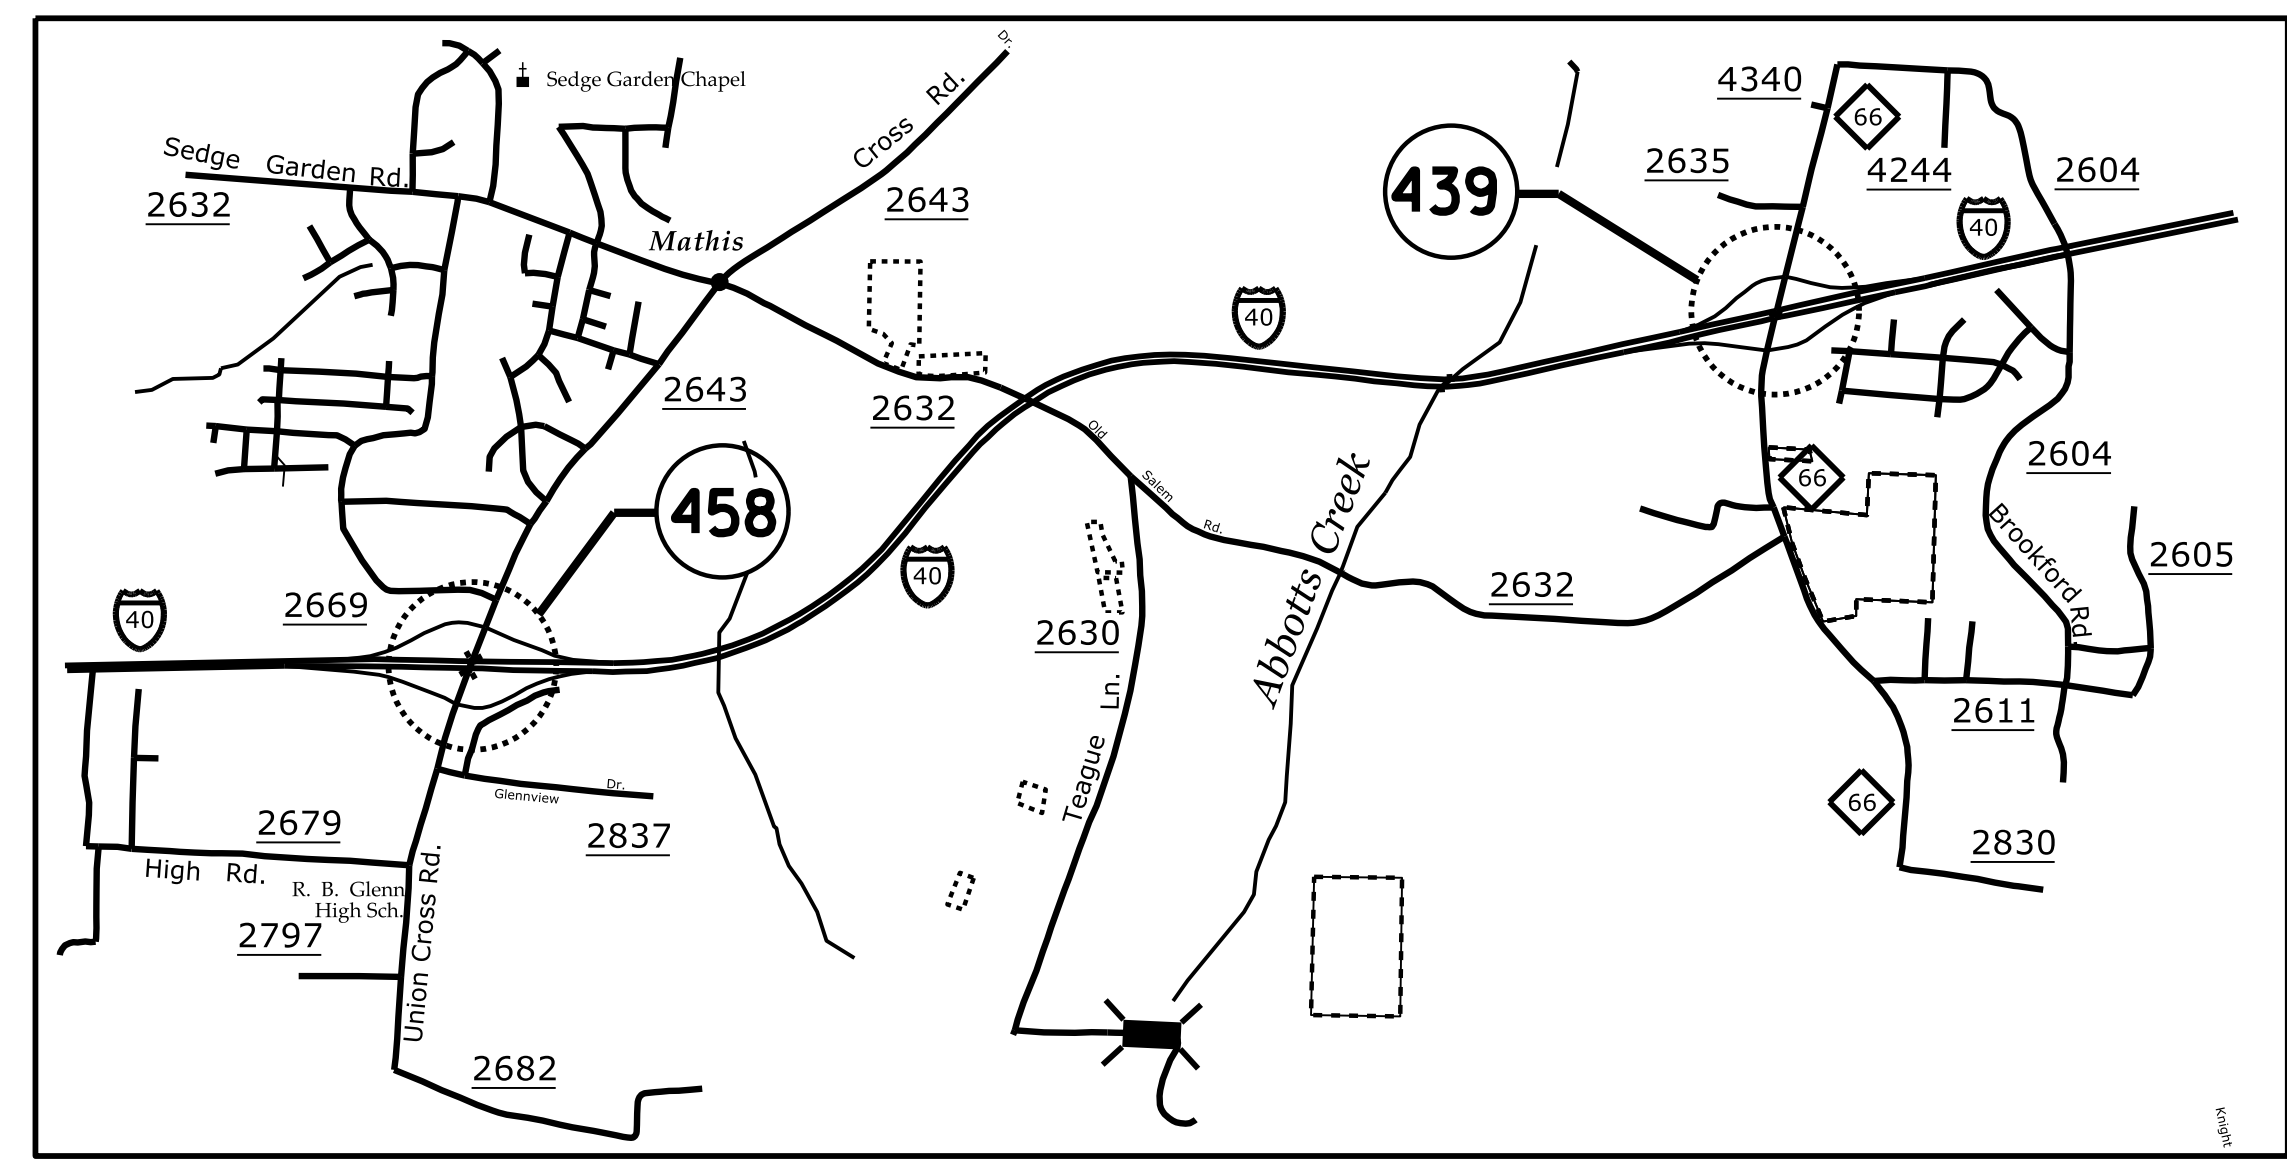 Dr.
Sedge Garden Chapel
Cross Rd.
4340
66
Sedge Garden Rd.
2632
2643
439
2635
4244
2604
40
Mathis
40
2643
2632
Old
Salem
Rd.
458
40
Abbotts Creek
66
2604
Brookford Rd
2605
40
2669
2630
2632
Teague Ln.
2611
Glennview Dr.
2837
2679
High Rd.
R. B. Glenn
High Sch.
2797
Union Cross Rd.
66
2830
2682
Knight